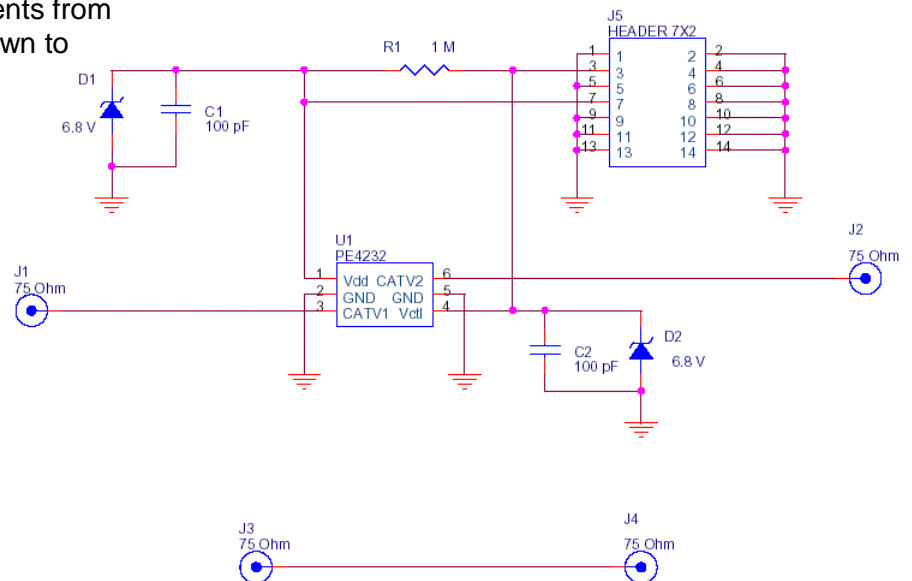 ents from
wn to
J5
HEADER 7X2
R1 1 M
1 1 2 2
3 3 4 4
5 5 6 6
7 7 8 8
9 9 10 10
11 11 12 12
13 13 14 14
D1
6.8 V
C1
100 pF
J2
75 Ohm
U1
PE4232
J1
75 Ohm
1 Vdd CATV2 6
2 GND GND 5
3 CATV1 Vctl 4
C2
100 pF
D2
6.8 V
J3
75 Ohm
J4
75 Ohm